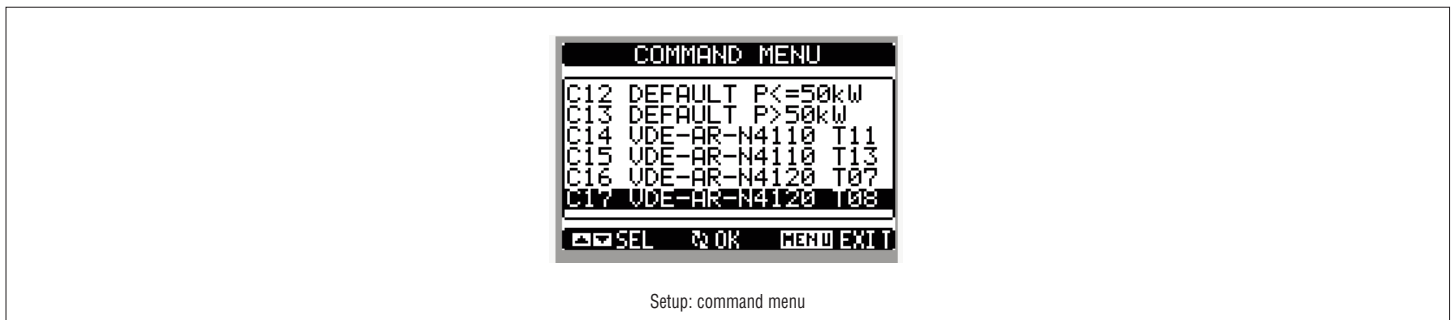 COMMAND MENU
C12 DEFAULT P<=50kW
C13 DEFAULT P>50kW
C14 VDE-AR-N4110 T11
C15 VDE-AR-N4110 T13
C16 VDE-AR-N4120 T07
C17 VDE-AR-N4120 T08
▲▼SEL ↻ OK MENU EXIT
Setup: command menu